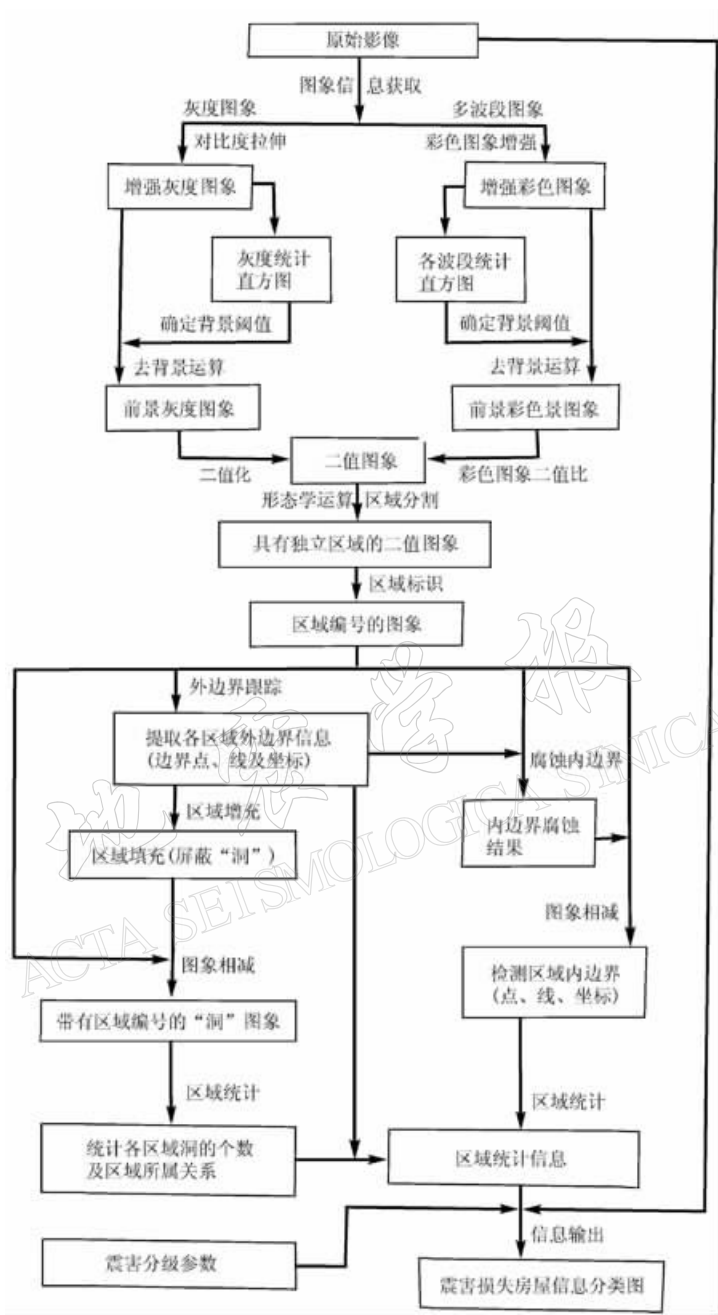 原始影像
图象信 息获取
灰度图象
多波段图象
对比度拉伸
彩色图象增强
增强灰度图象
增强彩色图象
灰度统计
直方图
各波段统计
直方图
确定背景阈值
确定背景阈值
去背景运算
去背景运算
前景灰度图象
前景彩色景图象
二值化
二值图象
彩色图象二值比
形态学运算 区域分割
具有独立区域的二值图象
区域标识
区域编号的图象
外边界跟踪
提取各区域外边界信息
(边界点、线及坐标)
腐蚀内边界
区域增充
区域填充(屏蔽“洞”)
内边界腐蚀
结果
图象相减
图象相减
检测区域内边界
(点、线、坐标)
带有区域编号的“洞”图象
区域统计
区域统计
统计各区域洞的个数
及区域所属关系
区域统计信息
信息输出
震害分级参数
震害损失房屋信息分类图
地震学报
ACTA SEISMOLOGICA SINICA